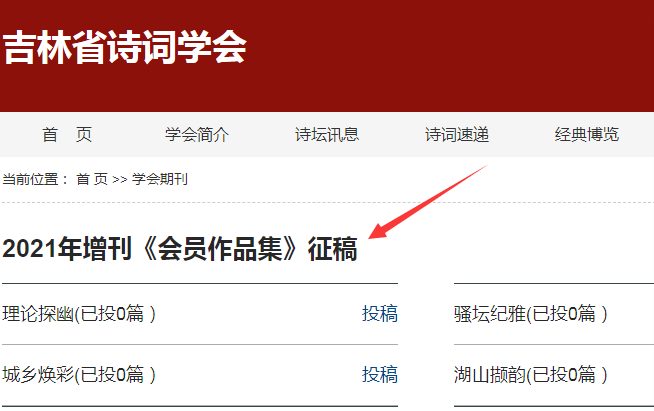 吉林省诗词学会
首 页 学会简介 诗坛讯息 诗词速递 经典博览
当前位置： 首 页 >> 学会期刊
2021年增刊《会员作品集》征稿
理论探幽(已投0篇 ) 投稿 骚坛纪雅(已投0篇 )
城乡焕彩(已投0篇 ) 投稿 湖山撷韵(已投0篇 )